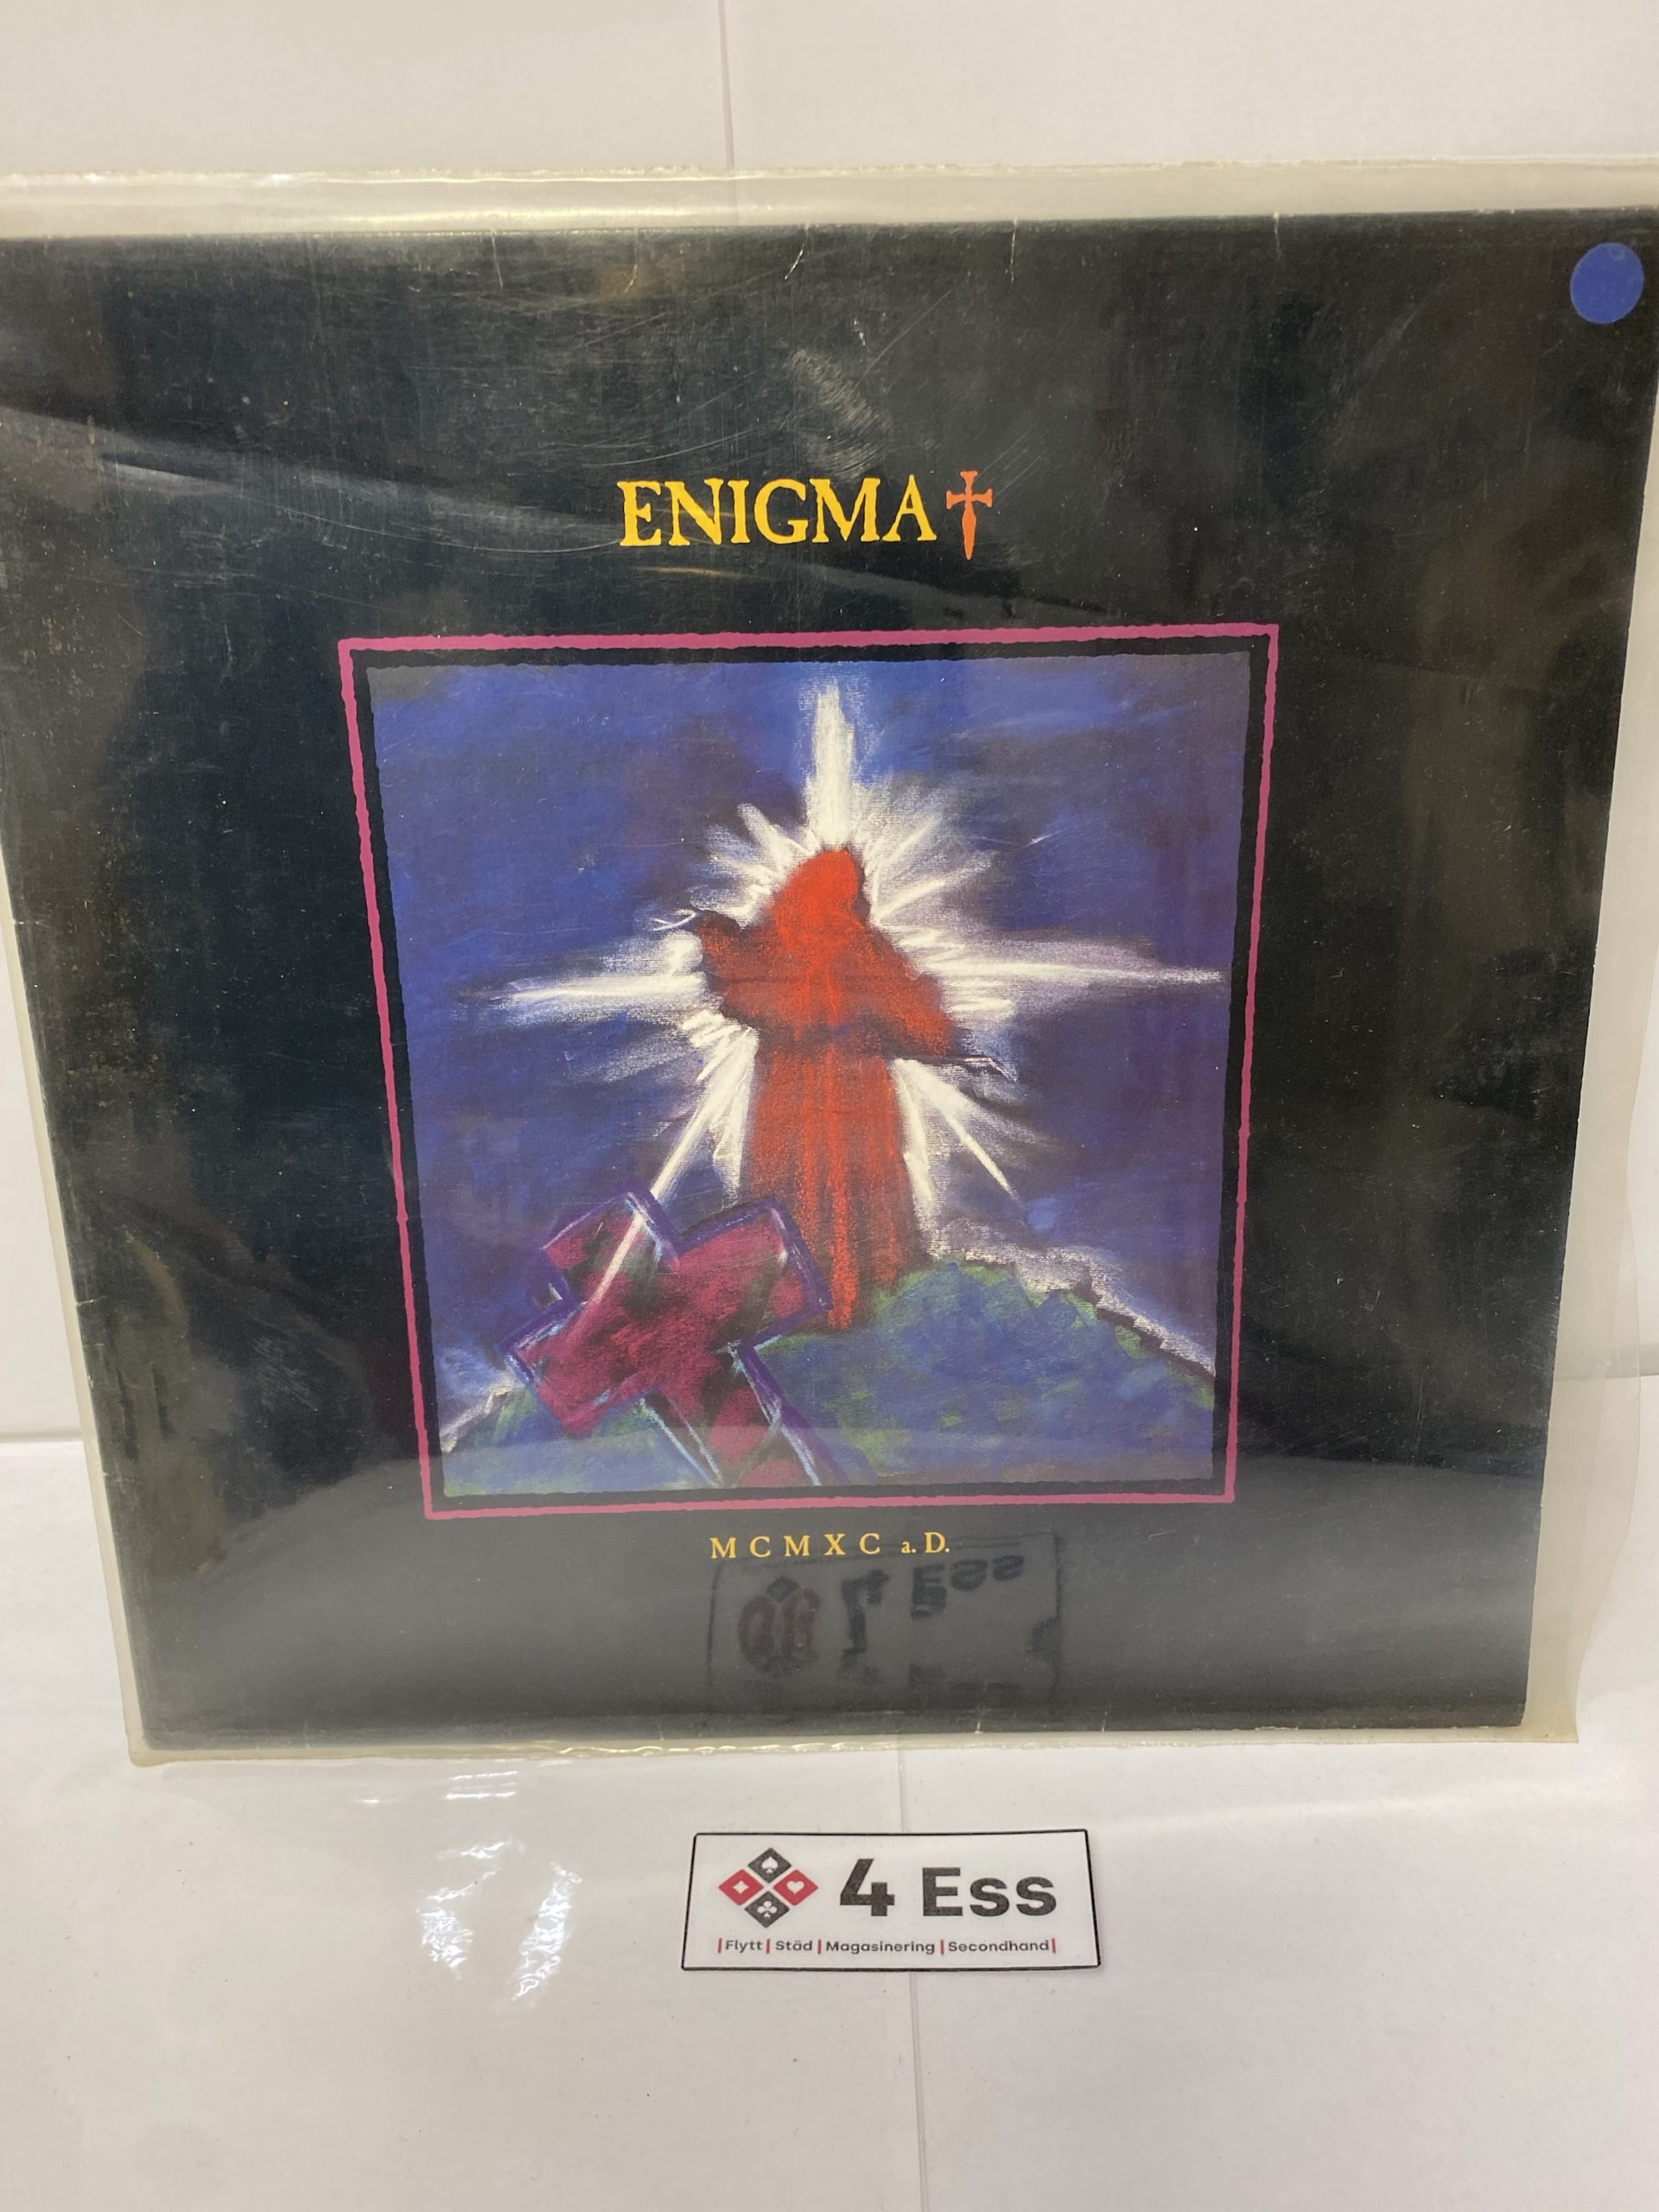 ENIGMA
MCMXC a.D.
4 Ess
|Flytt|Städ|Magasinering|Secondhand|